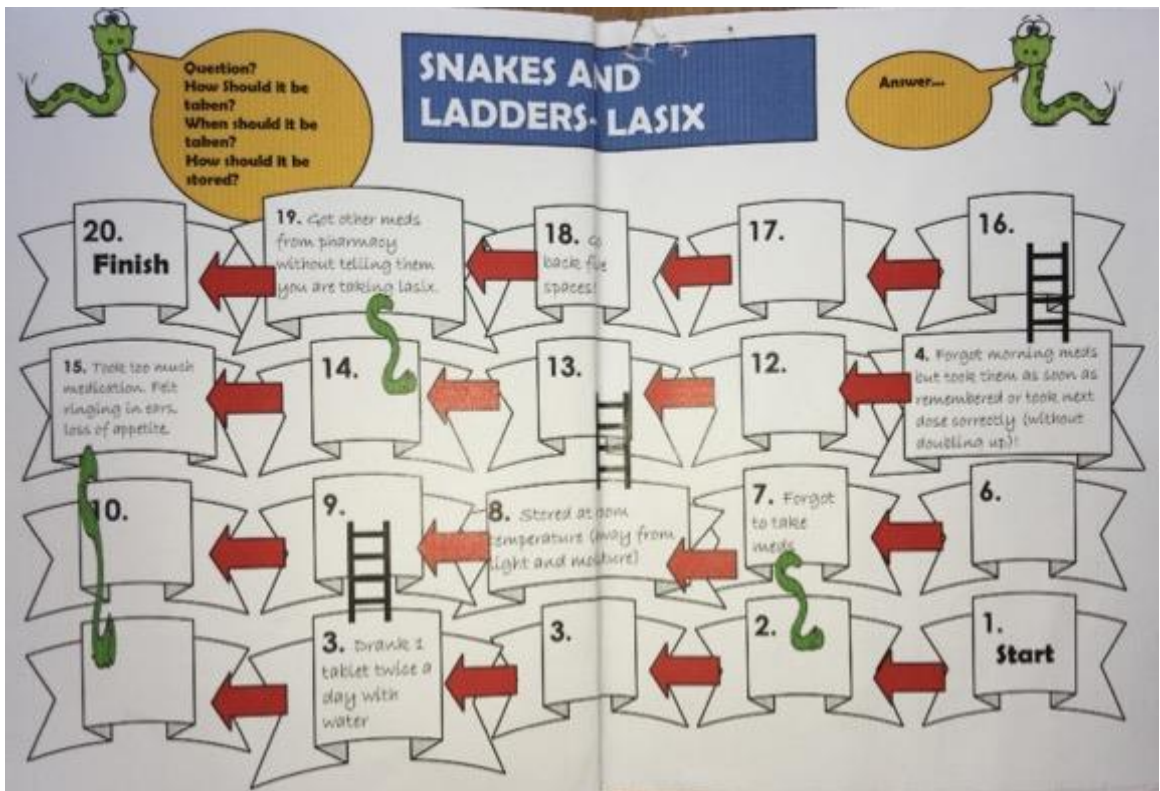 Question?
How Should it be
taken?
When should it be
taken?
How should it be
stored?
SNAKES AND
LADDERS- LASIX
Answer...
20.
Finish
19. Got other meds
from pharmacy
without telling them
you are taking lasix.
18. Go
back five
spaces!
17.
16.
15. Took too much
medication. Felt
ringing in ears,
loss of appetite.
14.
13.
12.
4. Forgot morning meds
but took them as soon as
remembered or took next
dose correctly (without
doubling up)!
10.
9.
8. Stored at room
temperature (away from
light and moisture)
7. Forgot
to take
meds
6.
3. Drank 1
tablet twice a
day with
water
3.
2.
1.
Start